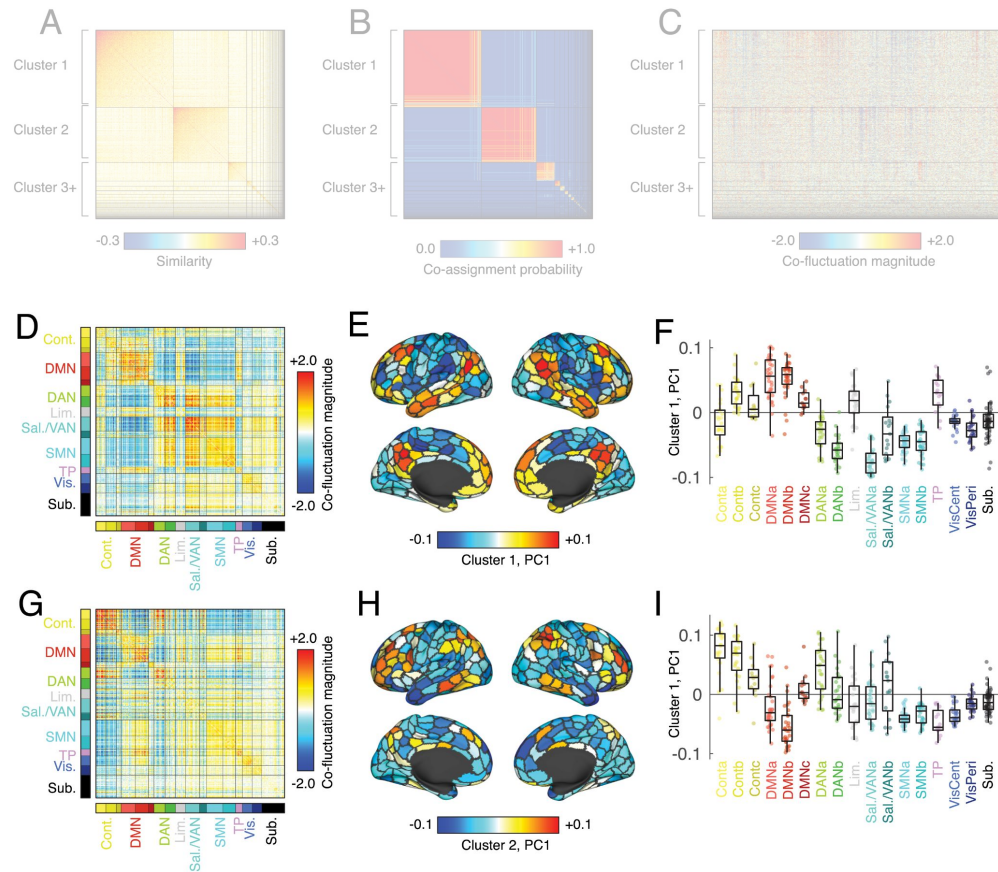 A
B
C
Cluster 1
Cluster 2
Cluster 3+
-0.3
+0.3
Similarity
Cluster 1
Cluster 2
Cluster 3+
0.0
+1.0
Co-assignment probability
Cluster 1
Cluster 2
Cluster 3+
-2.0
+2.0
Co-fluctuation magnitude
D
Cont.
DMN
DAN
Lim.
Sal./VAN
SMN
TP
Vis.
Sub.
Cont.
DMN
DAN
Lim.
Sal./VAN
SMN
TP
Vis.
Sub.
+2.0
-2.0
Co-fluctuation magnitude
E
-0.1
+0.1
Cluster 1, PC1
F
Cluster 1, PC1
0.1
0
-0.1
Conta
Contb
Contc
DMNa
DMNb
DMNc
DANa
DANb
Lim.
Sal./VANa
Sal./VANb
SMNa
SMNb
TP
VisCent
VisPeri
Sub.
G
Cont.
DMN
DAN
Lim.
Sal./VAN
SMN
TP
Vis.
Sub.
Cont.
DMN
DAN
Lim.
Sal./VAN
SMN
TP
Vis.
Sub.
+2.0
-2.0
Co-fluctuation magnitude
H
-0.1
+0.1
Cluster 2, PC1
I
Cluster 1, PC1
0.1
0
-0.1
Conta
Contb
Contc
DMNa
DMNb
DMNc
DANa
DANb
Lim.
Sal./VANa
Sal./VANb
SMNa
SMNb
TP
VisCent
VisPeri
Sub.